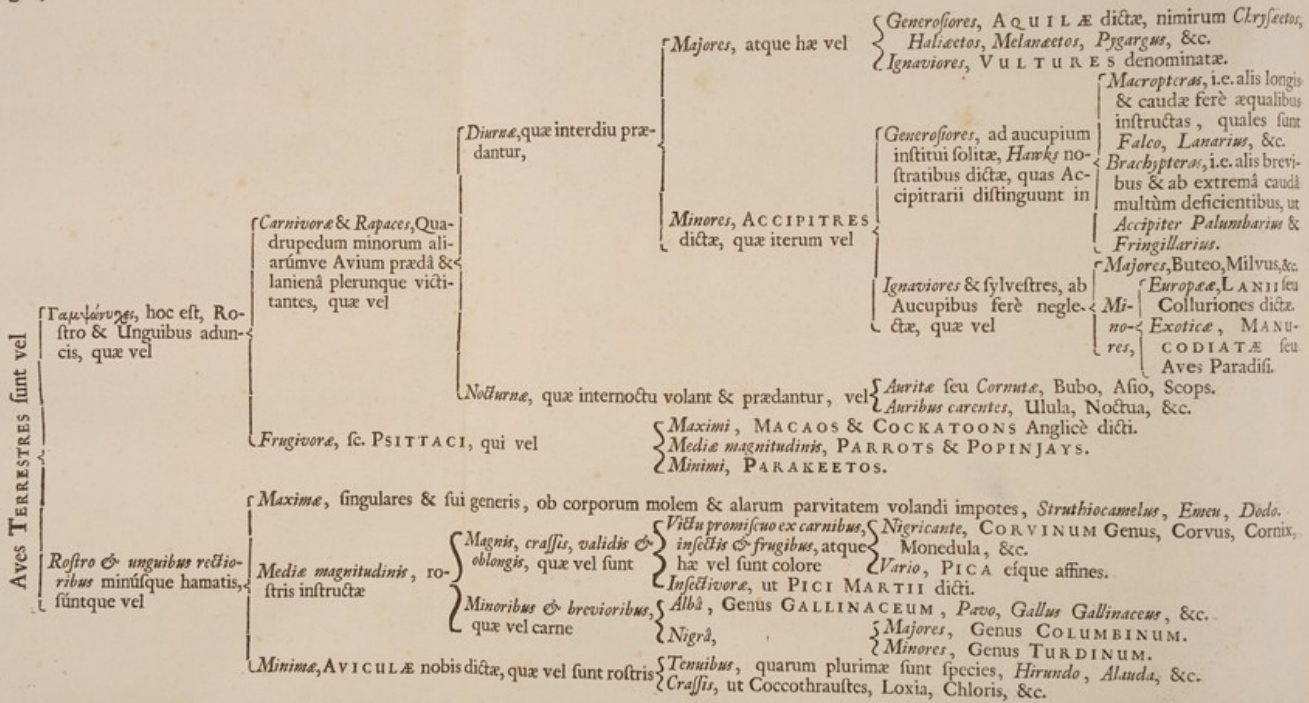 Aves TERRESTRES ſunt vel
Γαμψώνυχες, hoc eſt, Ro-
ſtro & Unguibus adun-
cis, quæ vel
Carnivoræ & Rapaces, Qua-
drupedum minorum ali-
arúmve Avium prædâ &
lanienâ plerunque victi-
tantes, quæ vel
Diurnæ, quæ interdiu præ-
dantur,
Majores, atque hæ vel
Generoſiores, AQUILÆ dictæ, nimirum Chryſaetos,
Haliæetos, Melanæetos, Pygargus, &c.
Ignaviores, VULTURES denominatæ.
Minores, ACCIPITRES
dictæ, quæ iterum vel
Generoſiores, ad aucupium
inſtitui ſolitæ, Hawks no-
ſtratibus dictæ, quas Ac-
cipitrarii diſtinguunt in
Macropteras, i.e. alis longis
& caudæ ferè æqualibus
inſtructas, quales ſunt
Falco, Lanarius, &c.
Brachypteras, i.e. alis brevi-
bus & ab extremâ caudâ
multùm deficientibus, ut
Accipiter Palumbarius &
Fringillarius.
Ignaviores & ſylveſtres, ab
Aucupibus ferè negle-
ctæ, quæ vel
Majores, Buteo, Milvus, &c.
Mi-
no-
res,
Europææ, LANII ſeu
Colluriones dictæ.
Exoticæ, MANU-
CODIATÆ ſeu
Aves Paradiſi.
Nocturnæ, quæ internoctu volant & prædantur, vel
Auritæ ſeu Cornutæ, Bubo, Aſio, Scops.
Auribus carentes, Ulula, Noctua, &c.
Frugivoræ, ſc. PSITTACI, qui vel
Maximi, MACAOS & COCKATOONS Anglicè dicti.
Mediæ magnitudinis, PARROTS & POPINJAYS.
Minimi, PARAKEETOS.
Roſtro & unguibus rectio-
ribus minúſque hamatis,
ſúntque vel
Maximæ, ſingulares & ſui generis, ob corporum molem & alarum parvitatem volandi impotes, Struthiocamelus, Emeu, Dodo.
Mediæ magnitudinis, ro-
ſtris inſtructæ
Magnis, craſſis, validis &
oblongis, quæ vel ſunt
Victu promiſcuo ex carnibus,
inſectis & frugibus, atque
hæ vel ſunt colore
Nigricante, CORVINUM Genus, Corvus, Cornix,
Monedula, &c.
Vario, PICA eíque affines.
Inſectivoræ, ut PICI MARTII dicti.
Minoribus & brevioribus,
quæ vel carne
Albâ, Genus GALLINACEUM, Pavo, Gallus Gallinaceus, &c.
Nigrâ,
Majores, Genus COLUMBINUM.
Minores, Genus TURDINUM.
Minimæ, AVICULÆ nobis dictæ, quæ vel ſunt roſtris
Tenuibus, quarum plurimæ ſunt ſpecies, Hirundo, Alauda, &c.
Craſſis, ut Coccothrauſtes, Loxia, Chloris, &c.